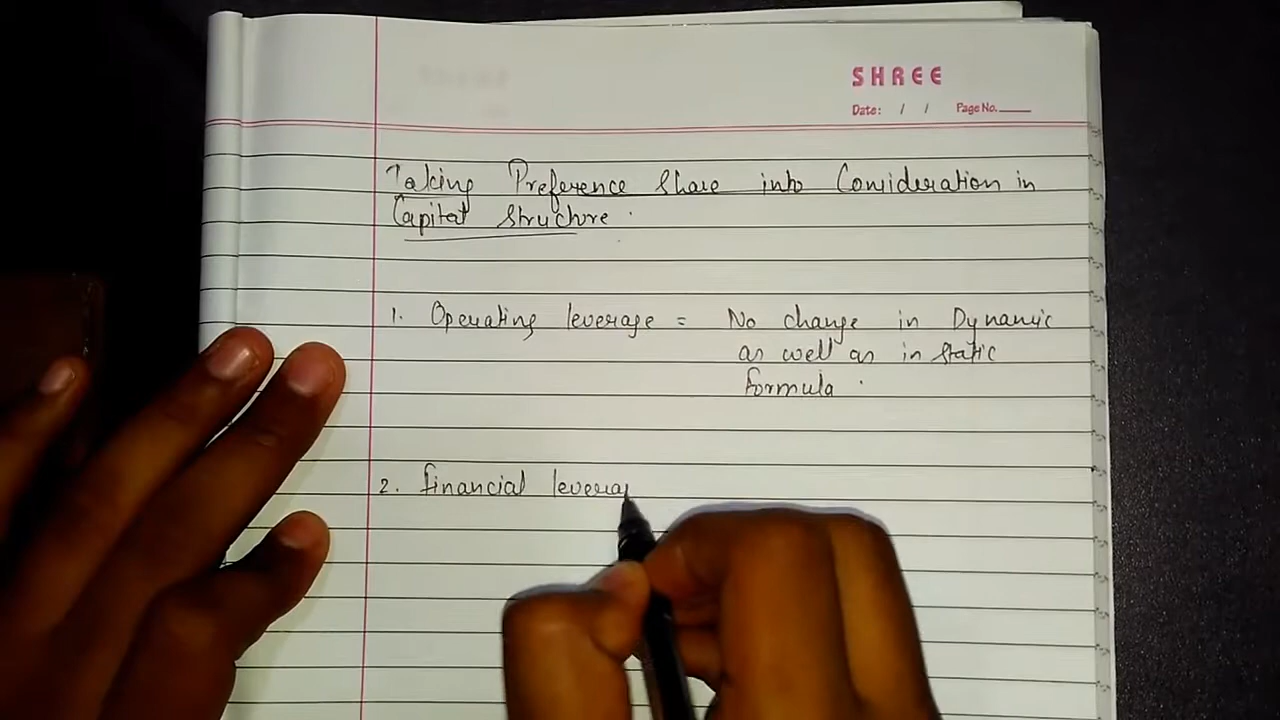 SHREE
Date: / / Page No.
Taking Preference Share into Consideration in
Capital Structure.
1. Operating leverage = No change in Dynamic
as well as in static
formula.
2. financial levera